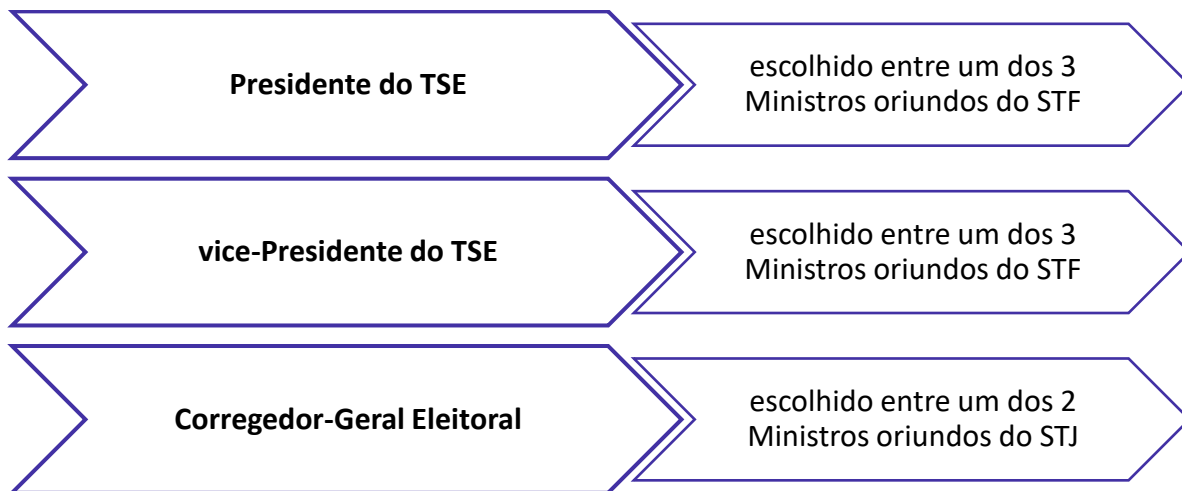 Presidente do TSE
escolhido entre um dos 3
Ministros oriundos do STF
vice-Presidente do TSE
escolhido entre um dos 3
Ministros oriundos do STF
Corregedor-Geral Eleitoral
escolhido entre um dos 2
Ministros oriundos do STJ